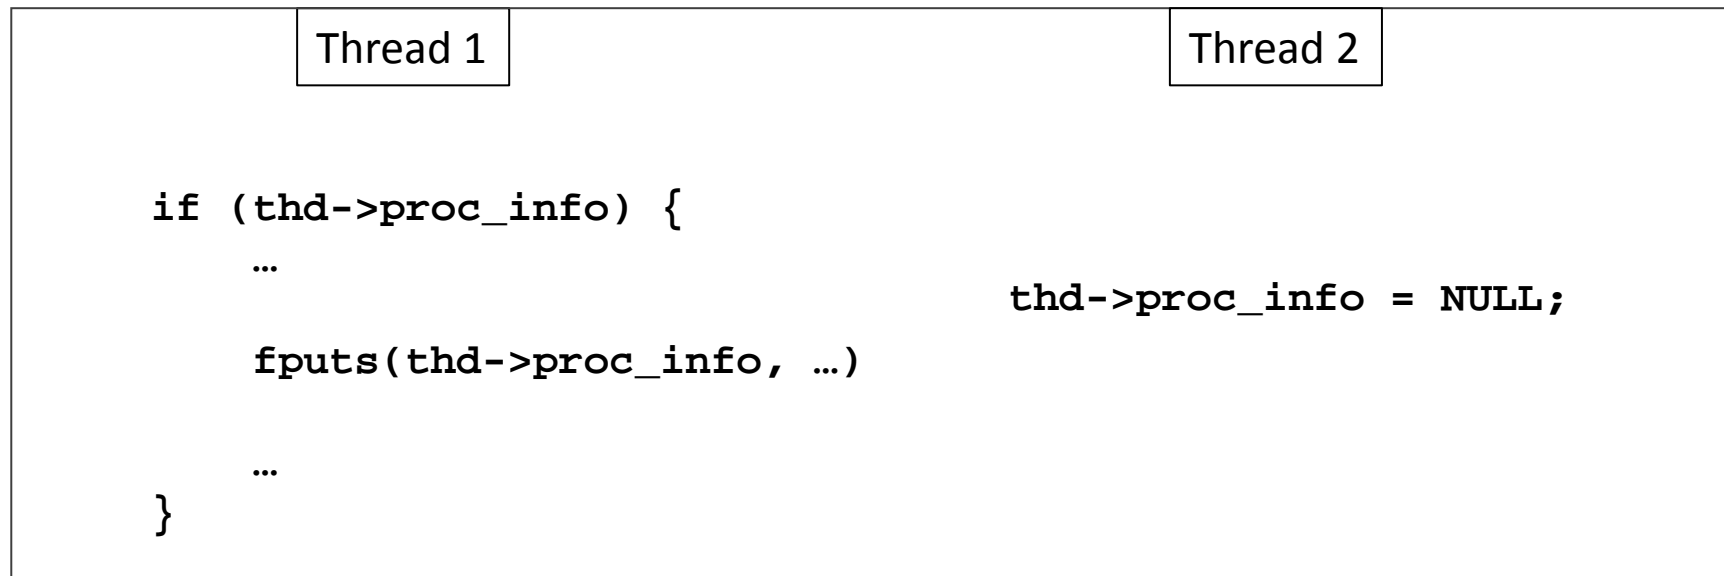 Thread 1
Thread 2
if (thd->proc_info) {
…
thd->proc_info = NULL;
fputs(thd->proc_info, …)
…
}